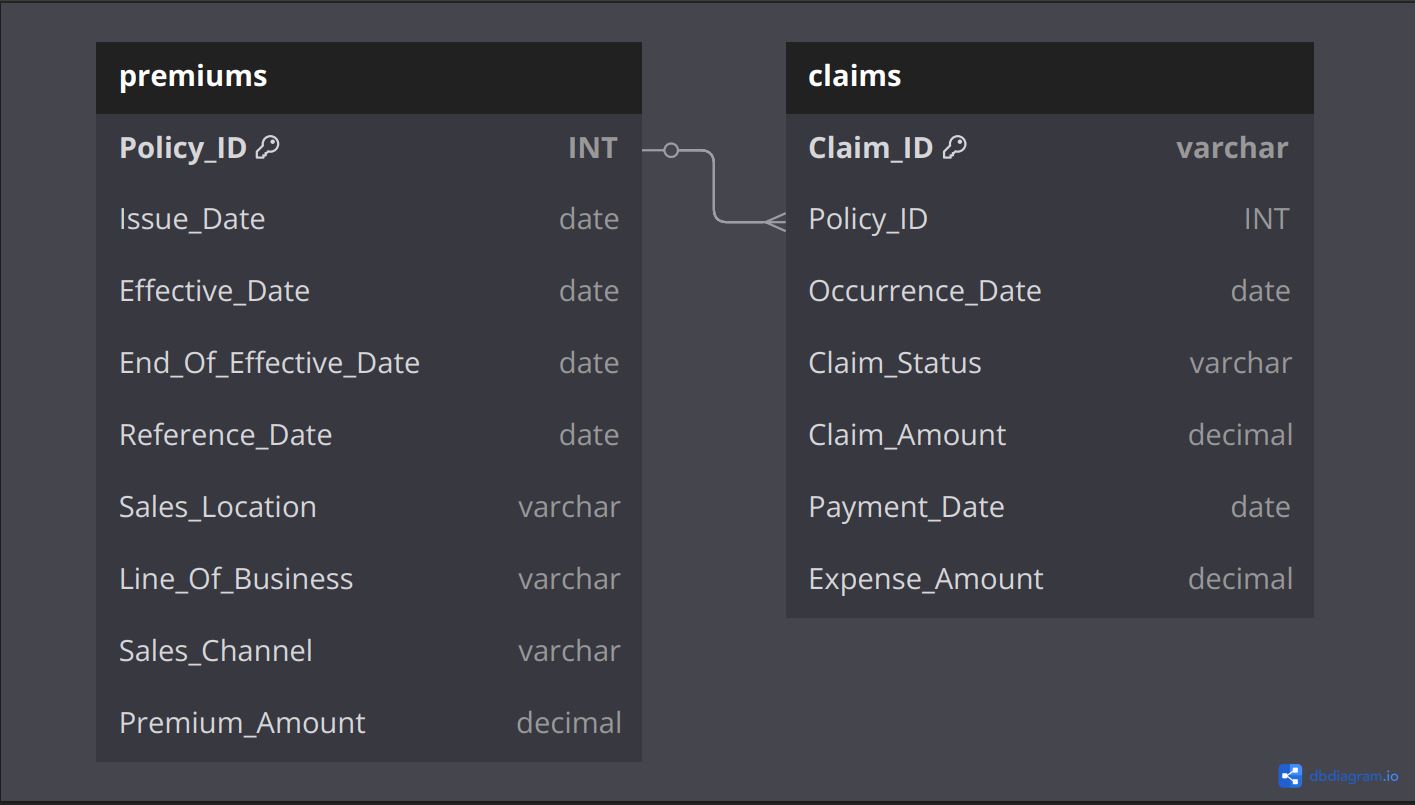 premiums
Policy_ID INT
Issue_Date date
Effective_Date date
End_Of_Effective_Date date
Reference_Date date
Sales_Location varchar
Line_Of_Business varchar
Sales_Channel varchar
Premium_Amount decimal
claims
Claim_ID varchar
Policy_ID INT
Occurrence_Date date
Claim_Status varchar
Claim_Amount decimal
Payment_Date date
Expense_Amount decimal
dbdiagram.io